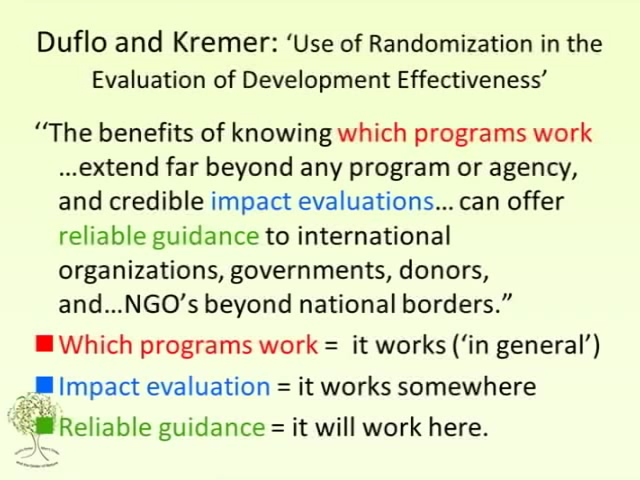 Duflo and Kremer: ‘Use of Randomization in the
Evaluation of Development Effectiveness’
‘‘The benefits of knowing which programs work
…extend far beyond any program or agency,
and credible impact evaluations… can offer
reliable guidance to international
organizations, governments, donors,
and…NGO’s beyond national borders.”
Which programs work = it works (‘in general’)
Impact evaluation = it works somewhere
Reliable guidance = it will work here.